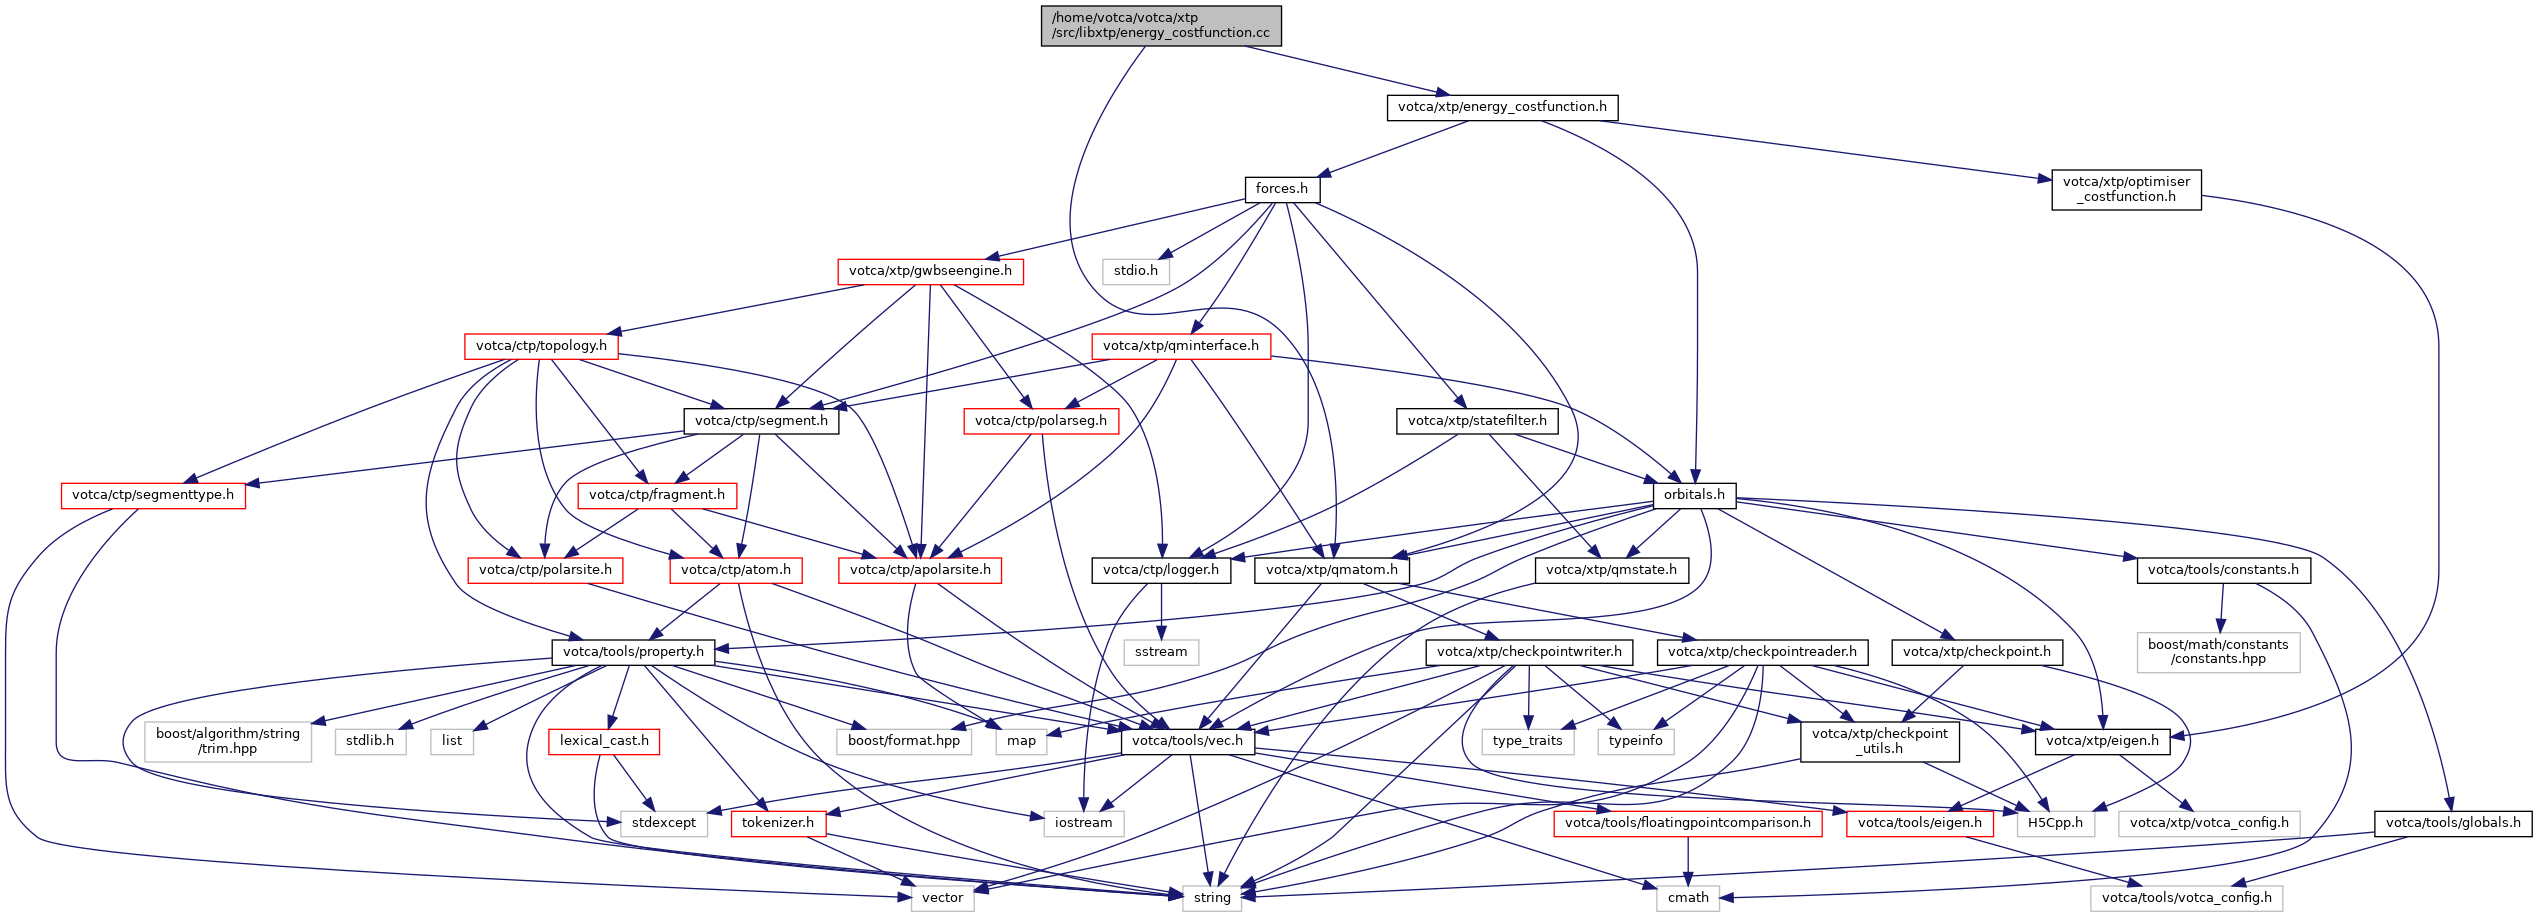 /home/votca/votca/xtp
/src/libxtp/energy_costfunction.cc
votca/xtp/energy_costfunction.h
forces.h
votca/xtp/optimiser
_costfunction.h
votca/xtp/gwbseengine.h
stdio.h
votca/ctp/topology.h
votca/xtp/qminterface.h
votca/ctp/segment.h
votca/ctp/polarseg.h
votca/xtp/statefilter.h
votca/ctp/segmenttype.h
votca/ctp/fragment.h
orbitals.h
votca/ctp/polarsite.h
votca/ctp/atom.h
votca/ctp/apolarsite.h
votca/ctp/logger.h
votca/xtp/qmatom.h
votca/xtp/qmstate.h
votca/tools/constants.h
votca/tools/property.h
sstream
votca/xtp/checkpointwriter.h
votca/xtp/checkpointreader.h
votca/xtp/checkpoint.h
boost/math/constants
/constants.hpp
boost/algorithm/string
/trim.hpp
stdlib.h
list
lexical_cast.h
boost/format.hpp
map
votca/tools/vec.h
type_traits
typeinfo
votca/xtp/checkpoint
_utils.h
votca/xtp/eigen.h
stdexcept
tokenizer.h
iostream
votca/tools/floatingpointcomparison.h
votca/tools/eigen.h
H5Cpp.h
votca/xtp/votca_config.h
votca/tools/globals.h
vector
string
cmath
votca/tools/votca_config.h